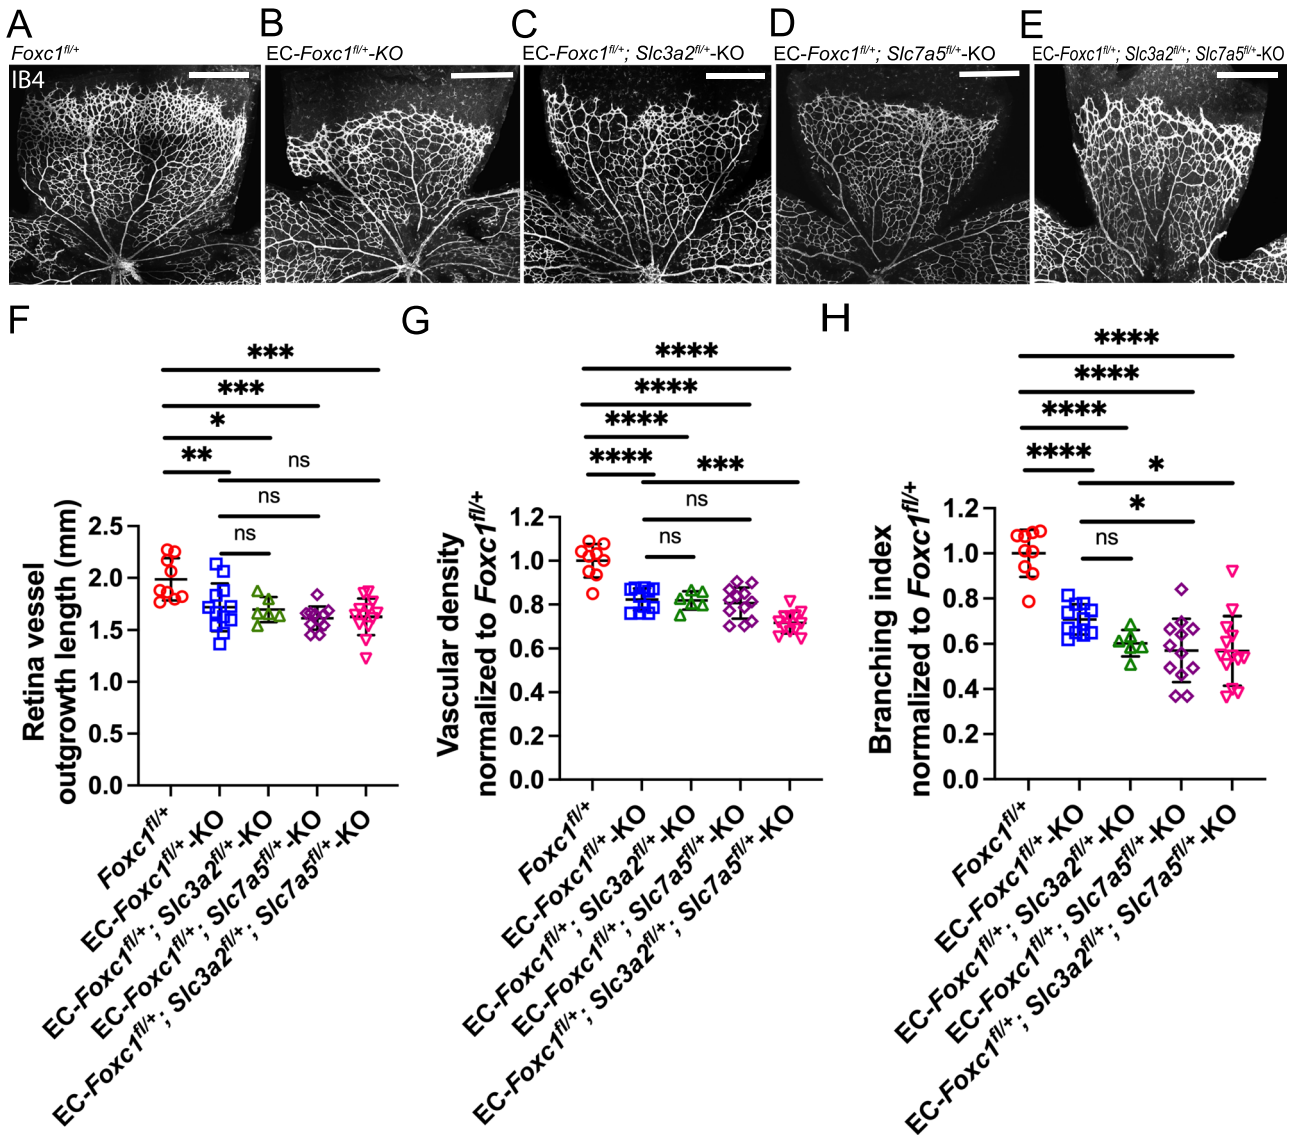 A
Foxc1fl/+
B
EC-Foxc1fl/+-KO
C
EC-Foxc1fl/+; Slc3a2fl/+-KO
D
EC-Foxc1fl/+; Slc7a5fl/+-KO
E
EC-Foxc1fl/+; Slc3a2fl/+; Slc7a5fl/+-KO
IB4
F
***
***
*
**
ns
ns
ns
Retina vessel
outgrowth length (mm)
2.5
2.0
1.5
1.0
0.5
0.0
Foxc1fl/+
EC-Foxc1fl/+-KO
EC-Foxc1fl/+; Slc3a2fl/+-KO
EC-Foxc1fl/+; Slc7a5fl/+-KO
EC-Foxc1fl/+; Slc3a2fl/+; Slc7a5fl/+-KO
G
****
****
****
****
***
ns
ns
Vascular density
normalized to Foxc1fl/+
1.2
1.0
0.8
0.6
0.4
0.2
0.0
Foxc1fl/+
EC-Foxc1fl/+-KO
EC-Foxc1fl/+; Slc3a2fl/+-KO
EC-Foxc1fl/+; Slc7a5fl/+-KO
EC-Foxc1fl/+; Slc3a2fl/+; Slc7a5fl/+-KO
H
****
****
****
****
*
*
ns
Branching index
normalized to Foxc1fl/+
1.2
1.0
0.8
0.6
0.4
0.2
0.0
Foxc1fl/+
EC-Foxc1fl/+-KO
EC-Foxc1fl/+; Slc3a2fl/+-KO
EC-Foxc1fl/+; Slc7a5fl/+-KO
EC-Foxc1fl/+; Slc3a2fl/+; Slc7a5fl/+-KO